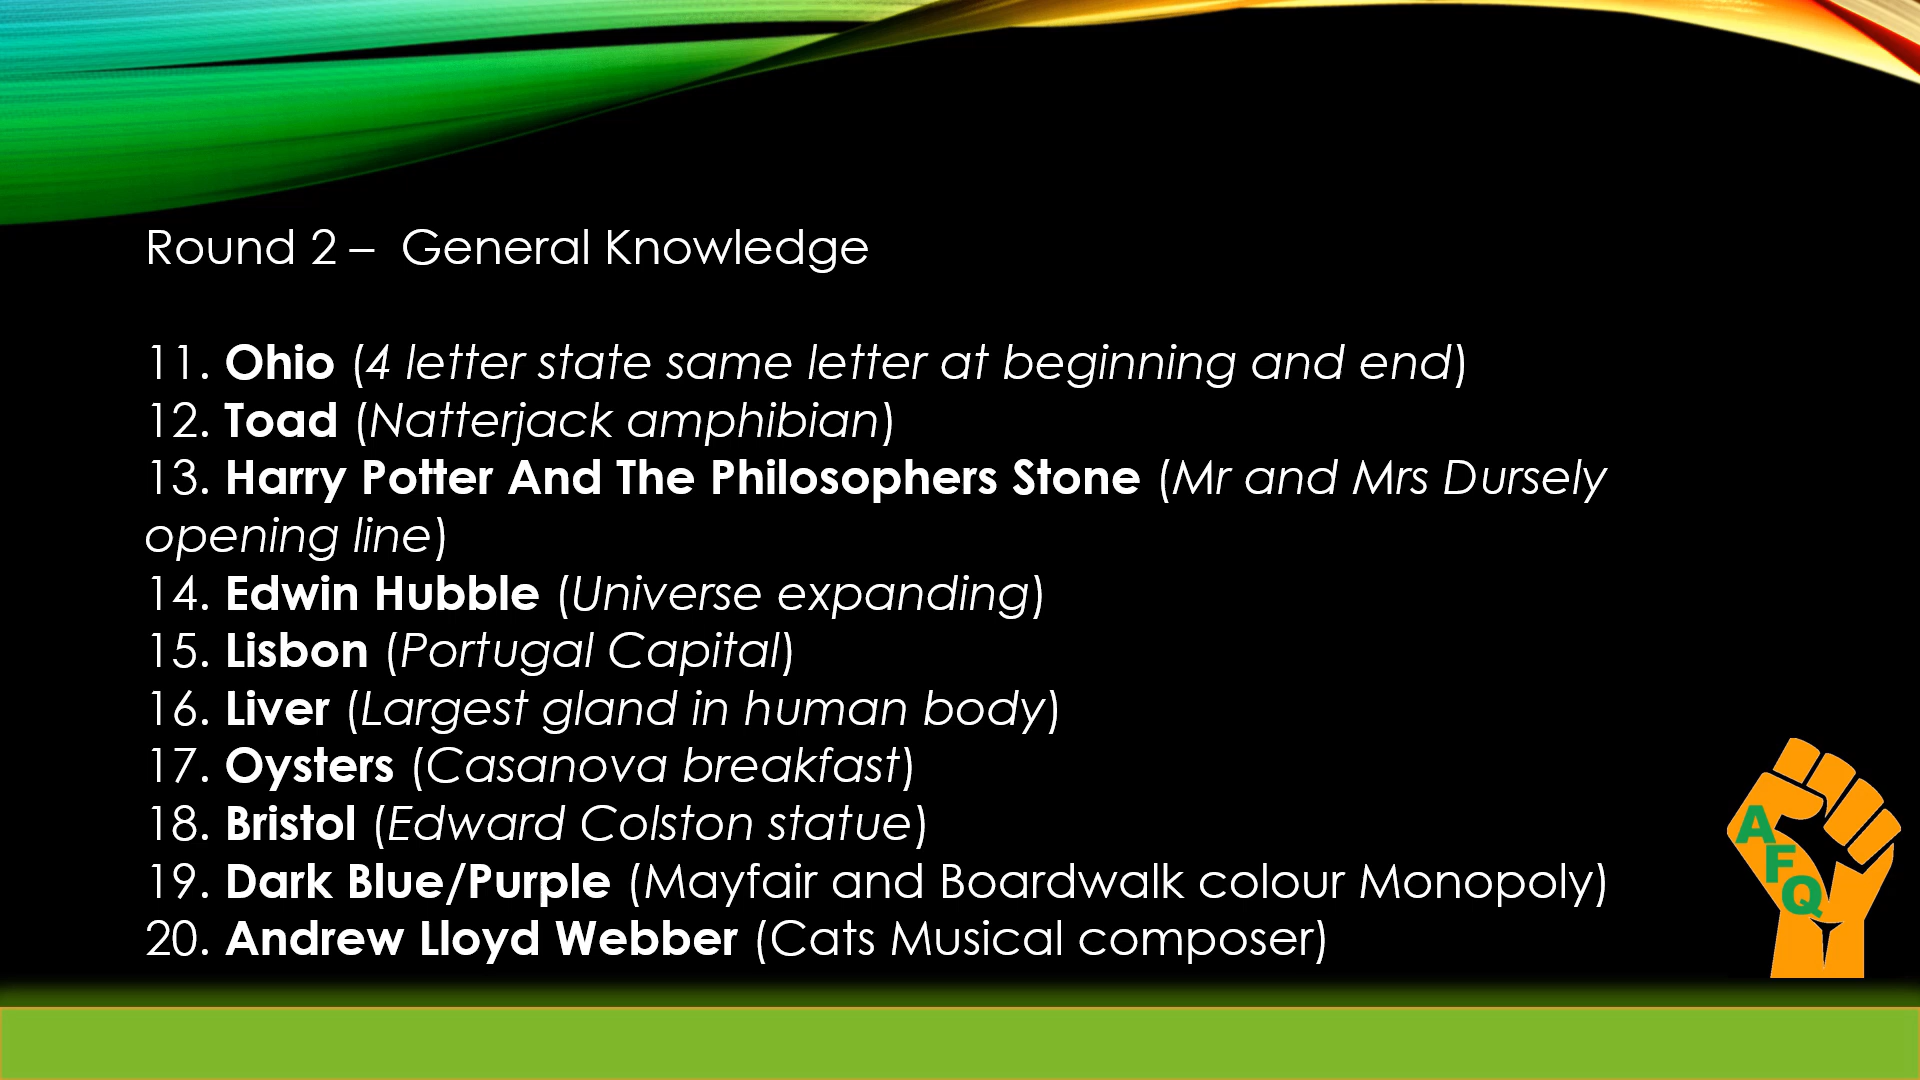 Round 2 –  General Knowledge
11. Ohio (4 letter state same letter at beginning and end)
12. Toad (Natterjack amphibian)
13. Harry Potter And The Philosophers Stone (Mr and Mrs Dursely
opening line)
14. Edwin Hubble (Universe expanding)
15. Lisbon (Portugal Capital)
16. Liver (Largest gland in human body)
17. Oysters (Casanova breakfast)
18. Bristol (Edward Colston statue)
19. Dark Blue/Purple (Mayfair and Boardwalk colour Monopoly)
20. Andrew Lloyd Webber (Cats Musical composer)
A
F
Q